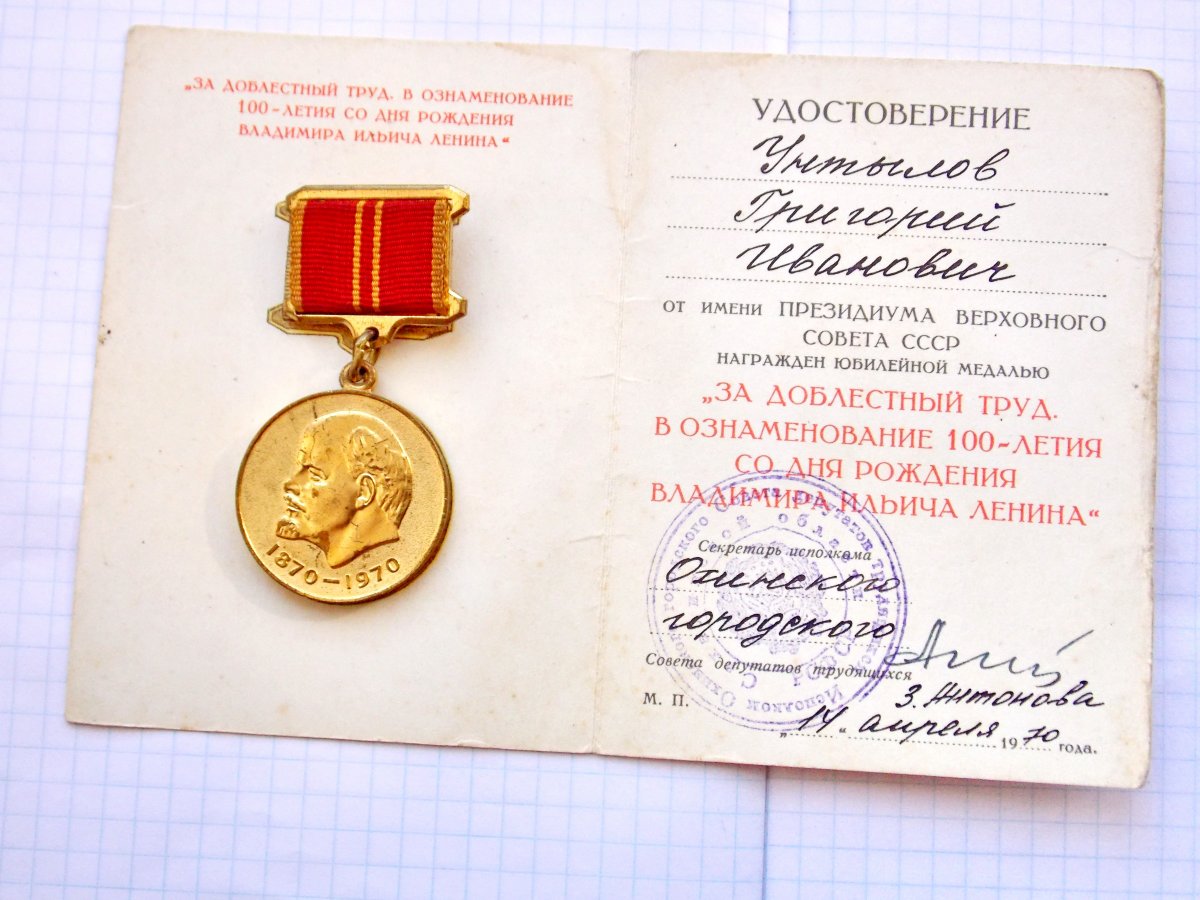 „ЗА ДОБЛЕСТНЫЙ ТРУД. В ОЗНАМЕНОВАНИЕ
100-ЛЕТИЯ СО ДНЯ РОЖДЕНИЯ
ВЛАДИМИРА ИЛЬИЧА ЛЕНИНА“
1870–1970
УДОСТОВЕРЕНИЕ
Унтылов
Григорий
Иванович
ОТ ИМЕНИ ПРЕЗИДИУМА ВЕРХОВНОГО
СОВЕТА СССР
НАГРАЖДЕН ЮБИЛЕЙНОЙ МЕДАЛЬЮ
„ЗА ДОБЛЕСТНЫЙ ТРУД.
В ОЗНАМЕНОВАНИЕ 100-ЛЕТИЯ
СО ДНЯ РОЖДЕНИЯ
ВЛАДИМИРА ИЛЬИЧА ЛЕНИНА“
Секретарь исполкома
Охинского
городского
Совета депутатов трудящихся
З. Антонова
М. П.
„14“ апреля 1970 года.